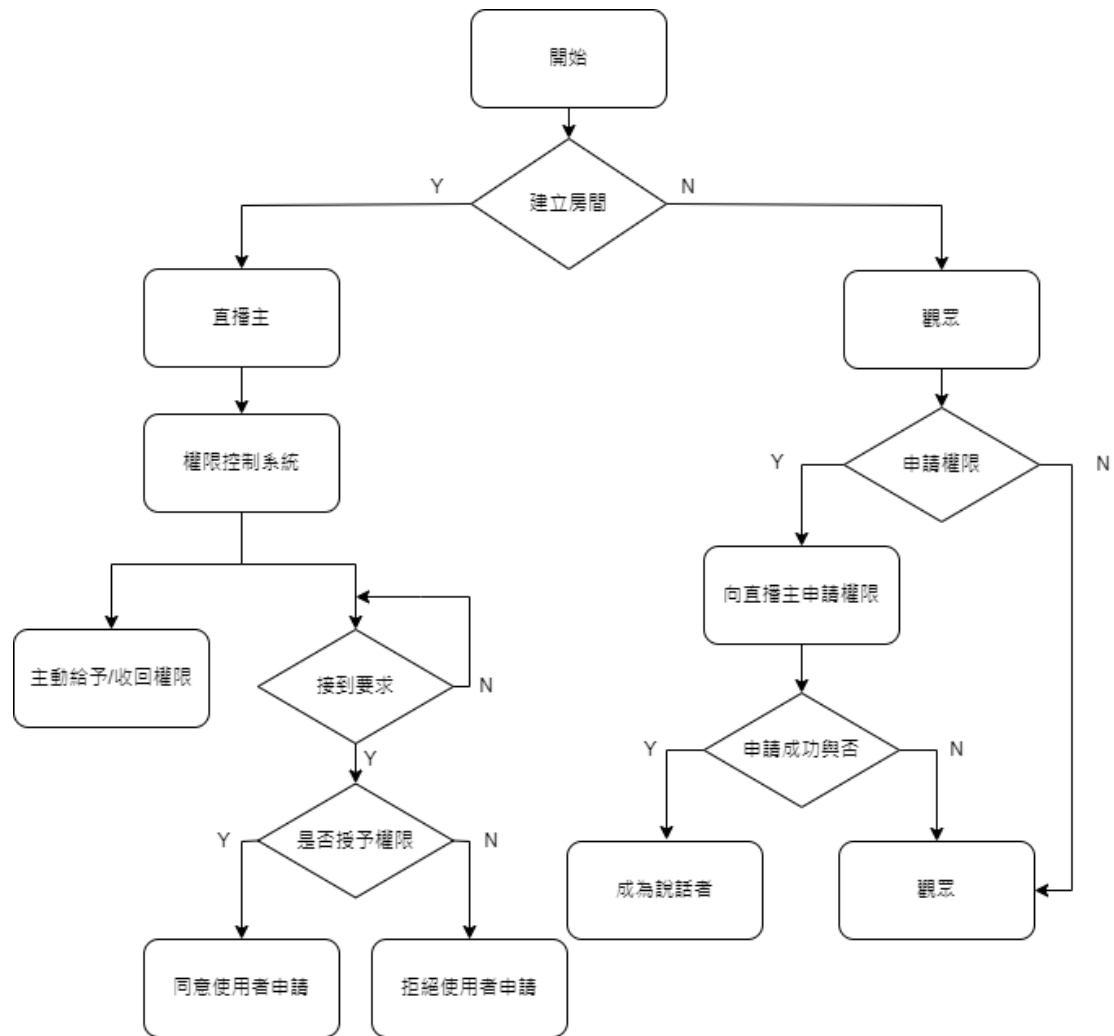 開始
建立房間
Y
N
直播主
觀眾
權限控制系統
申請權限
Y
N
向直播主申請權限
主動給予/收回權限
接到要求
N
Y
申請成功與否
Y
N
是否授予權限
Y
N
成為說話者
觀眾
同意使用者申請
拒絕使用者申請